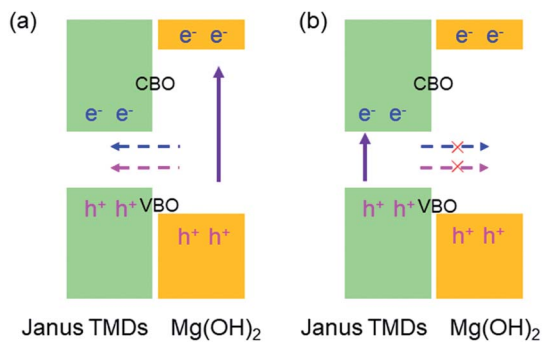 (a)
e⁻ e⁻
CBO
e⁻ e⁻
h⁺ h⁺
VBO
h⁺ h⁺
Janus TMDs
Mg(OH)₂
(b)
e⁻ e⁻
CBO
e⁻ e⁻
h⁺ h⁺
VBO
h⁺ h⁺
Janus TMDs
Mg(OH)₂